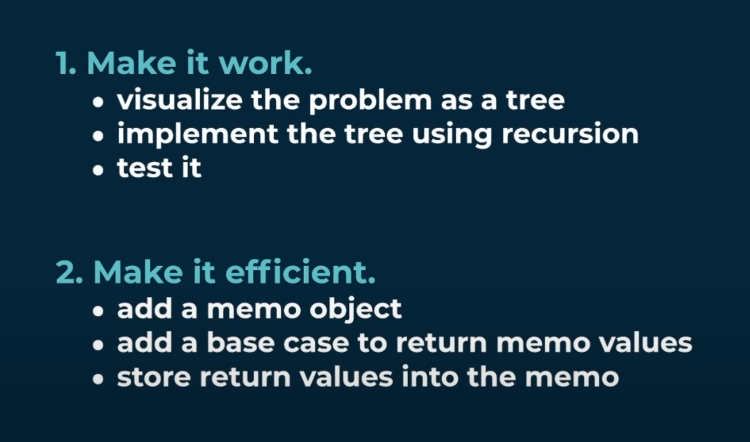 1. Make it work.
• visualize the problem as a tree
• implement the tree using recursion
• test it
2. Make it efficient.
• add a memo object
• add a base case to return memo values
• store return values into the memo